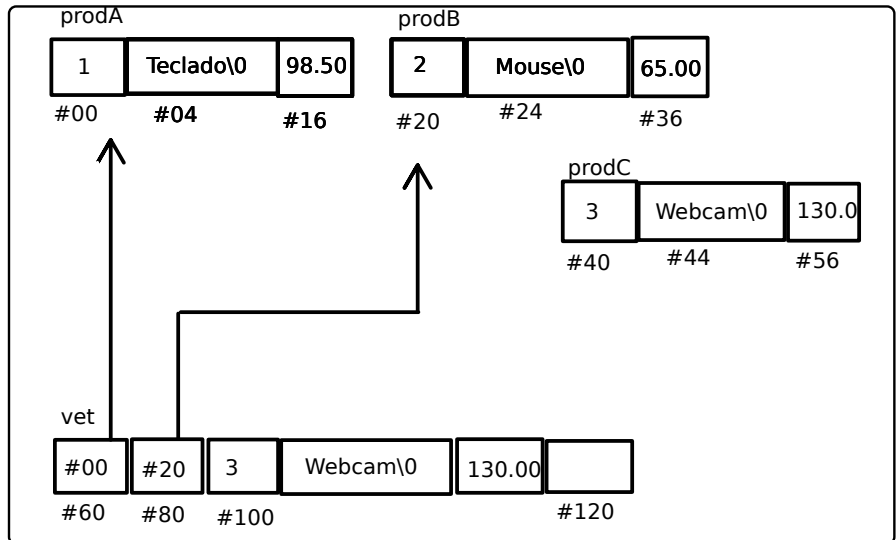 prodA
1 Teclado\0 98.50
#00 #04 #16
prodB
2 Mouse\0 65.00
#20 #24 #36
prodC
3 Webcam\0 130.0
#40 #44 #56
vet
#00 #20 3 Webcam\0 130.00
#60 #80 #100 #120